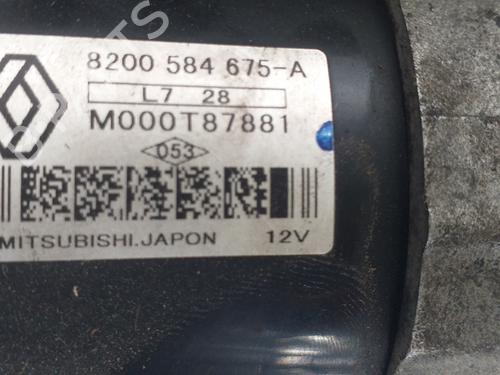 8200 584 675-A
L7 28
M000T87881
053
MITSUBISHI.JAPON 12V